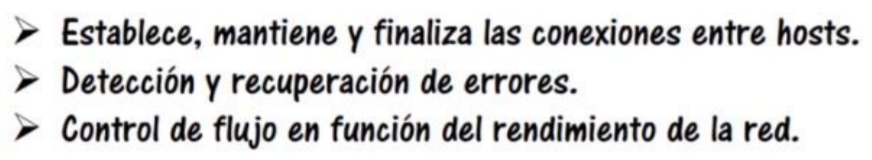 ➢ Establece, mantiene y finaliza las conexiones entre hosts.
➢ Detección y recuperación de errores.
➢ Control de flujo en función del rendimiento de la red.